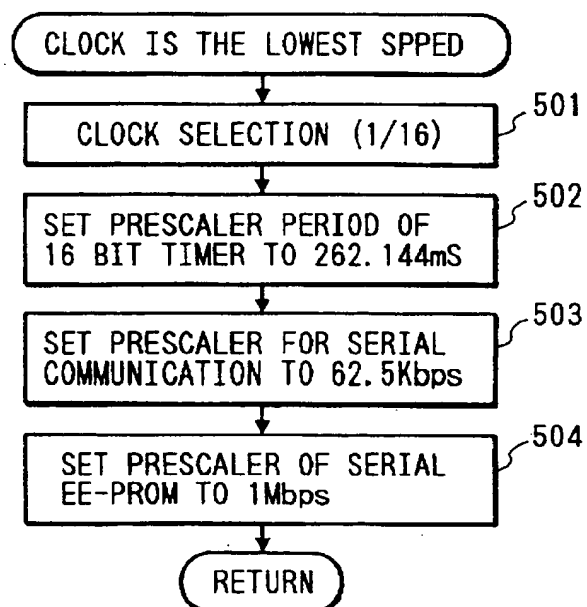 CLOCK IS THE LOWEST SPPED
CLOCK SELECTION (1/16)
501
SET PRESCALER PERIOD OF
16 BIT TIMER TO 262.144mS
502
SET PRESCALER FOR SERIAL
COMMUNICATION TO 62.5Kbps
503
SET PRESCALER OF SERIAL
EE-PROM TO 1Mbps
504
RETURN